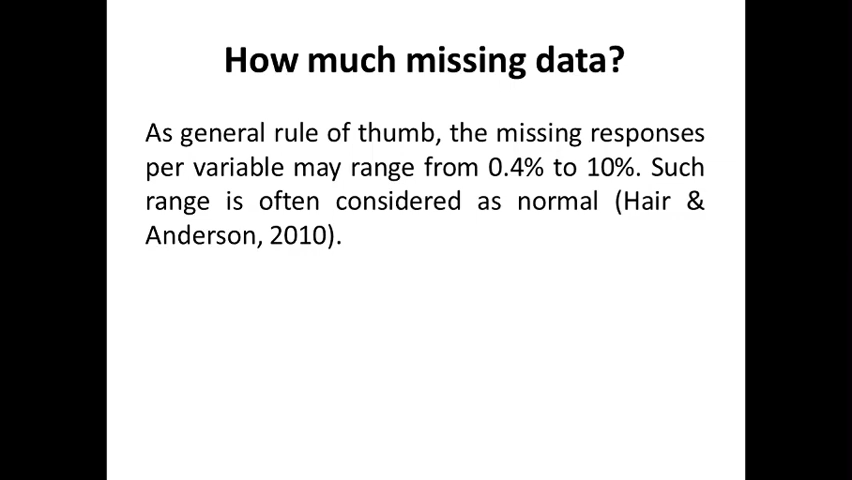 How much missing data?
As general rule of thumb, the missing responses
per variable may range from 0.4% to 10%. Such
range is often considered as normal (Hair &
Anderson, 2010).